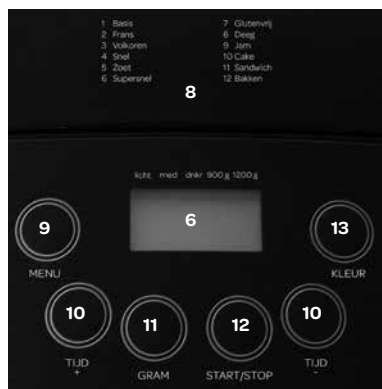 1 Basis
2 Frans
3 Volkoren
4 Snel
5 Zoet
6 Supersnel
7 Glutenvrij
8 Deeg
9 Jam
10 Cake
11 Sandwich
12 Bakken
8
licht med dnkr 900 g 1200 g
9
6
13
MENU
KLEUR
10
11
12
10
TIJD
+
GRAM
START/STOP
TIJD
-